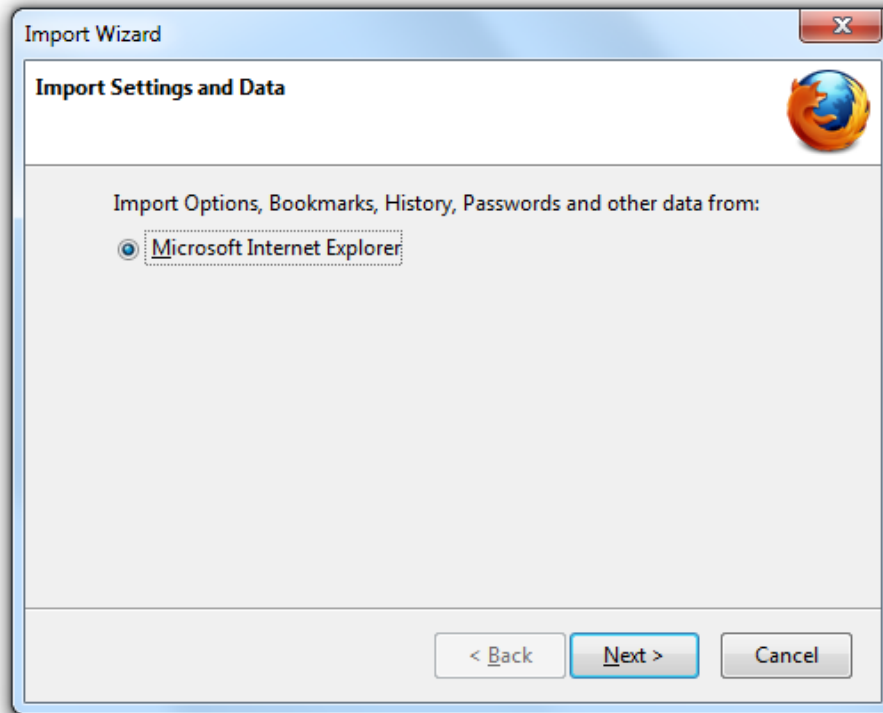 Import Wizard
Import Settings and Data
Import Options, Bookmarks, History, Passwords and other data from:
Microsoft Internet Explorer
< Back Next > Cancel